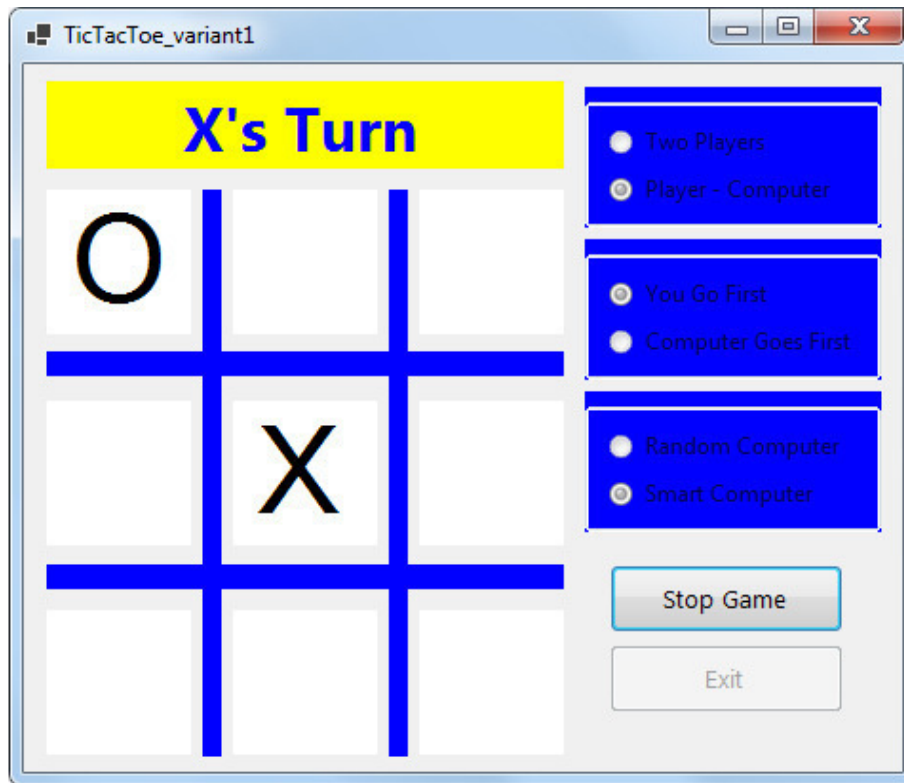 TicTacToe_variant1
X's Turn
O
X
Two Players
Player - Computer
You Go First
Computer Goes First
Random Computer
Smart Computer
Stop Game
Exit